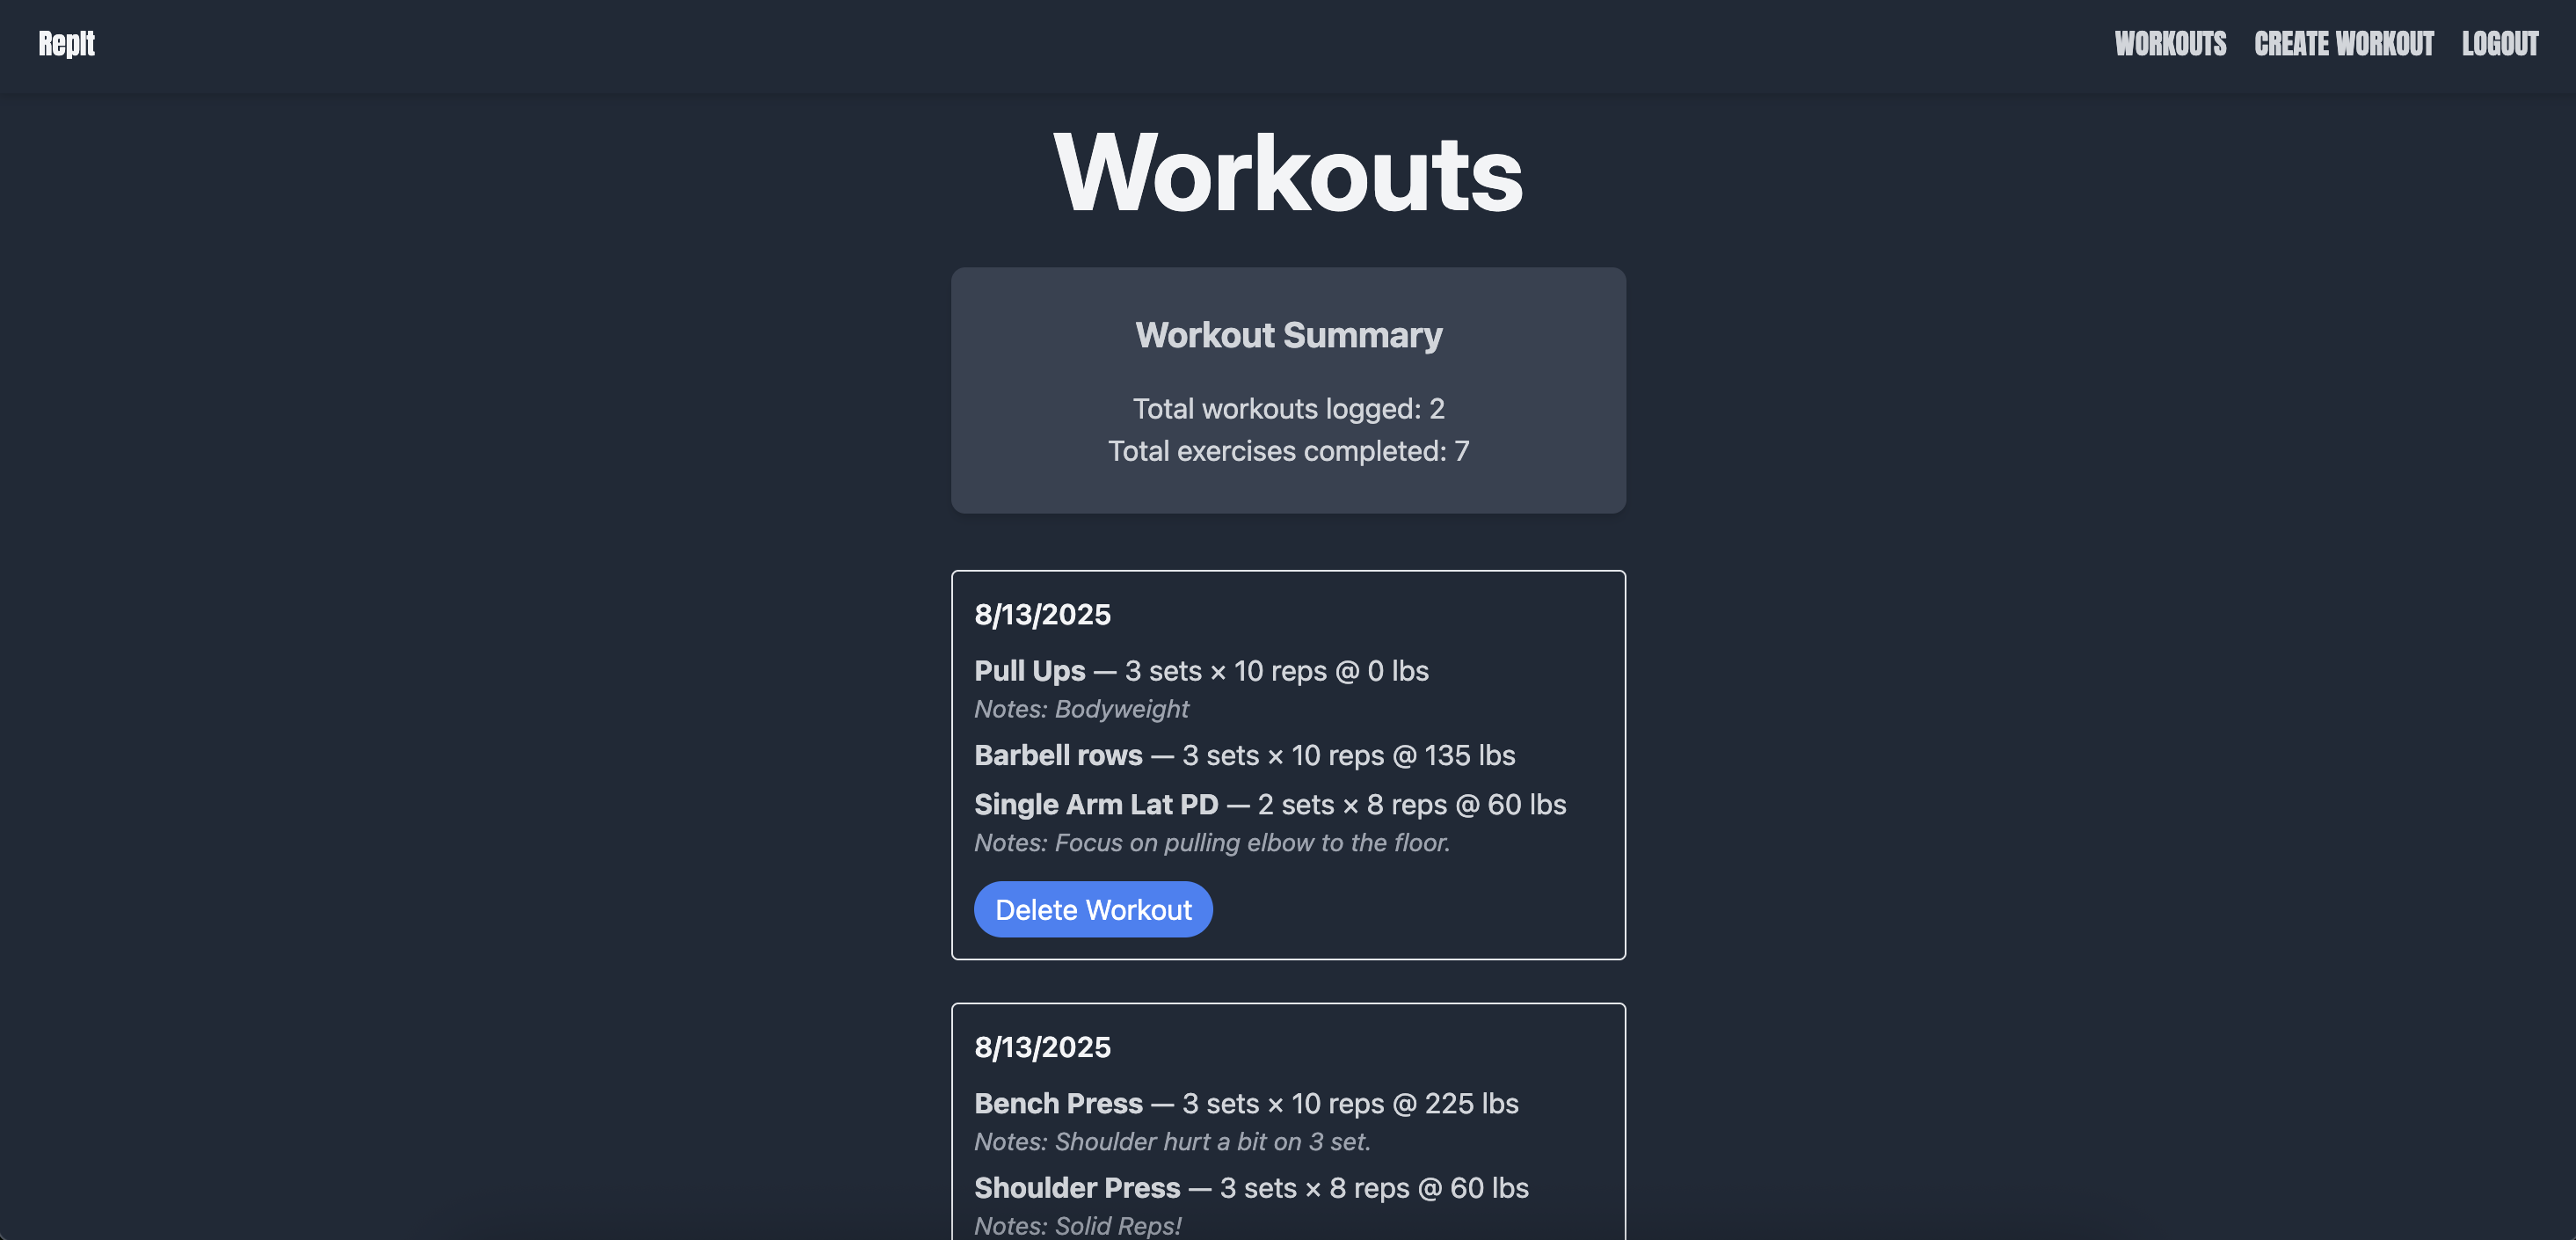 RepIt
WORKOUTS CREATE WORKOUT LOGOUT
Workouts
Workout Summary
Total workouts logged: 2
Total exercises completed: 7
8/13/2025
Pull Ups — 3 sets × 10 reps @ 0 lbs
Notes: Bodyweight
Barbell rows — 3 sets × 10 reps @ 135 lbs
Single Arm Lat PD — 2 sets × 8 reps @ 60 lbs
Notes: Focus on pulling elbow to the floor.
Delete Workout
8/13/2025
Bench Press — 3 sets × 10 reps @ 225 lbs
Notes: Shoulder hurt a bit on 3 set.
Shoulder Press — 3 sets × 8 reps @ 60 lbs
Notes: Solid Reps!